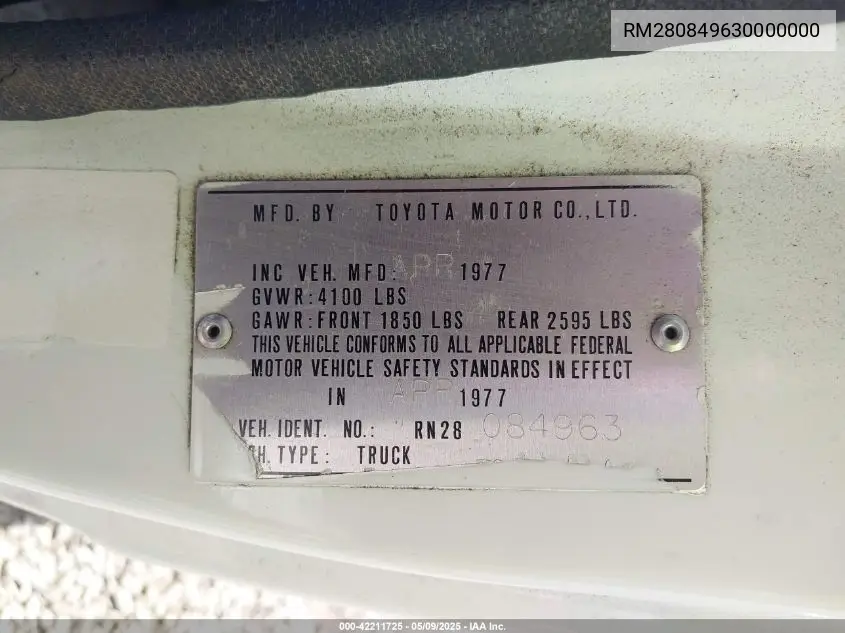 RM280849630000000
MFD. BY TOYOTA MOTOR CO., LTD.
INC VEH. MFD: APR 1977
GVWR: 4100 LBS
GAWR: FRONT 1850 LBS REAR 2595 LBS
THIS VEHICLE CONFORMS TO ALL APPLICABLE FEDERAL
MOTOR VEHICLE SAFETY STANDARDS IN EFFECT
IN APR 1977
VEH. IDENT. NO.: RN28 084963
H. TYPE: TRUCK
000-42211725 - 05/09/2025 - IAA Inc.